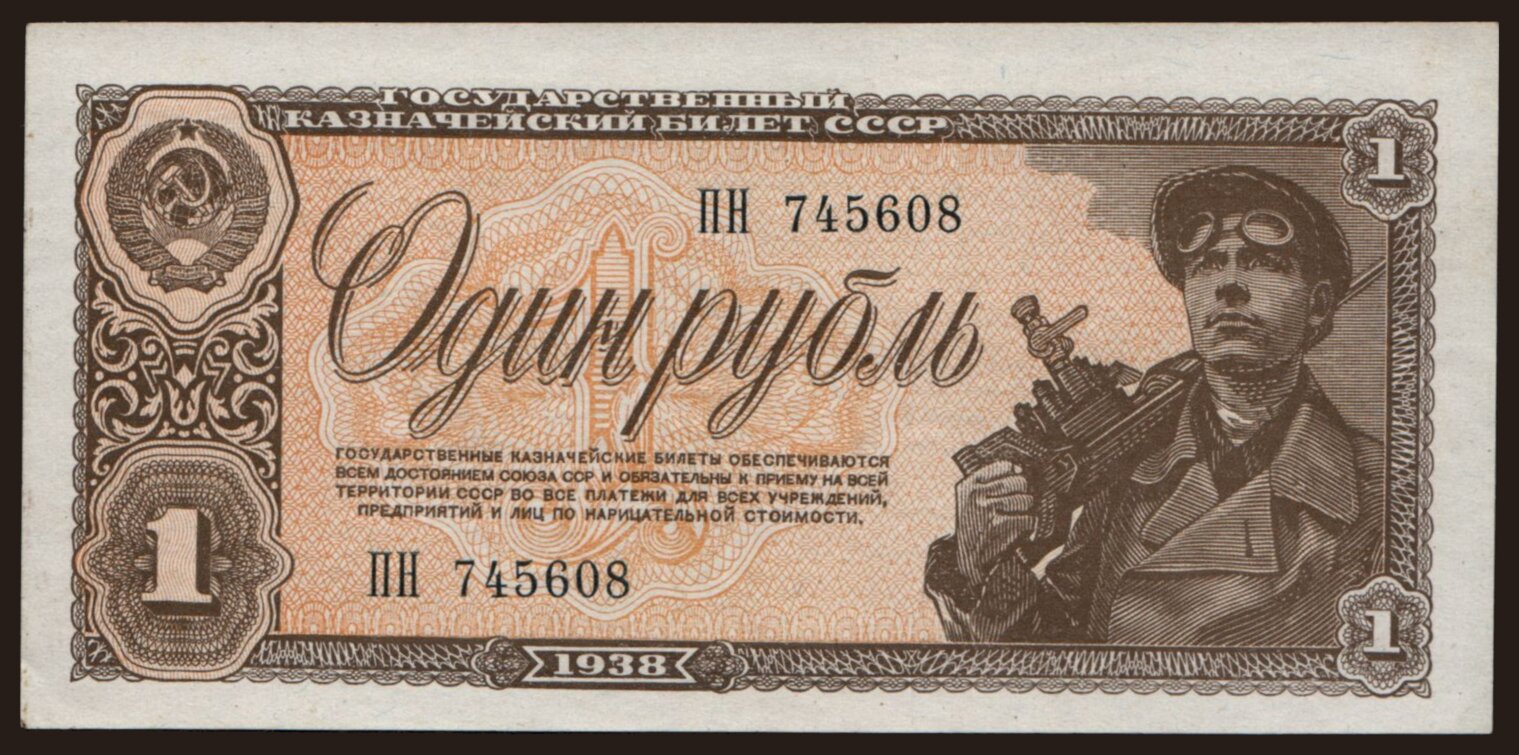 ГОСУДАРСТВЕННЫЙ
КАЗНАЧЕЙСКИЙ БИЛЕТ СССР
1
ПН 745608
Один рубль
ГОСУДАРСТВЕННЫЕ КАЗНАЧЕЙСКИЕ БИЛЕТЫ ОБЕСПЕЧИВАЮТСЯ
ВСЕМ ДОСТОЯНИЕМ СОЮЗА ССР И ОБЯЗАТЕЛЬНЫ К ПРИЕМУ НА ВСЕЙ
ТЕРРИТОРИИ СССР ВО ВСЕ ПЛАТЕЖИ ДЛЯ ВСЕХ УЧРЕЖДЕНИЙ,
ПРЕДПРИЯТИЙ И ЛИЦ ПО НАРИЦАТЕЛЬНОЙ СТОИМОСТИ.
1
1
ПН 745608
1
1938